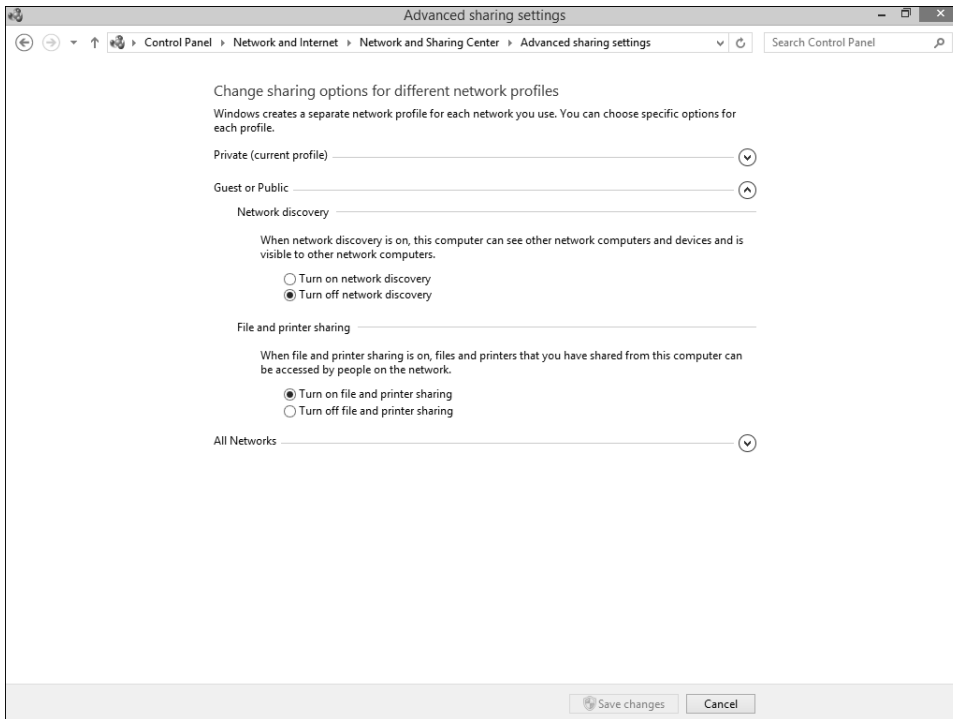 Advanced sharing settings
Control Panel Network and Internet Network and Sharing Center Advanced sharing settings
Search Control Panel
Change sharing options for different network profiles
Windows creates a separate network profile for each network you use. You can choose specific options for
each profile.
Private (current profile)
Guest or Public
Network discovery
When network discovery is on, this computer can see other network computers and devices and is
visible to other network computers.
Turn on network discovery
Turn off network discovery
File and printer sharing
When file and printer sharing is on, files and printers that you have shared from this computer can
be accessed by people on the network.
Turn on file and printer sharing
Turn off file and printer sharing
All Networks
Save changes
Cancel